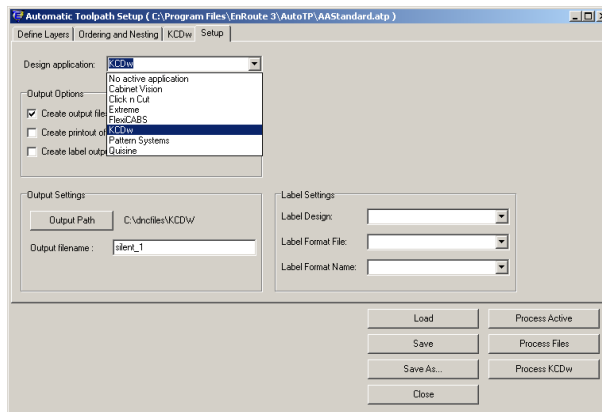 Automatic Toolpath Setup ( C:\Program Files\EnRoute 3\AutoTP\AAStandard.atp )
Define Layers | Ordering and Nesting | KCDw | Setup
Design application: KCDw
No active application
Cabinet Vision
Click n Cut
Extreme
FlexiCABS
KCDw
Pattern Systems
Quisine
Output Options
Create output file
Create printout of
Create label outp
Output Settings
Output Path C:\dncfiles\KCDW
Output filename : silent_1
Label Settings
Label Design:
Label Format File:
Label Format Name:
Load Process Active
Save Process Files
Save As... Process KCDw
Close